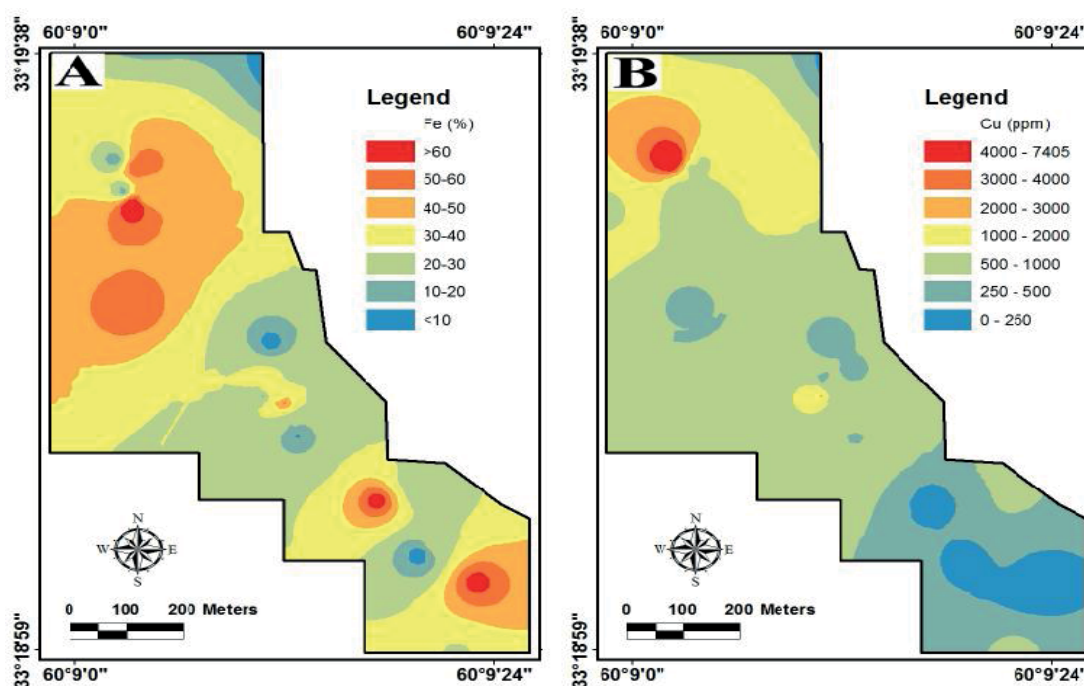 60°9'0"
60°9'24"
33°19'38"
33°18'59"
A
Legend
Fe (%)
>60
50-60
40-50
30-40
20-30
10-20
<10
N
W E
S
0 100 200 Meters
60°9'0"
60°9'24"
60°9'0"
60°9'24"
33°19'38"
33°18'59"
B
Legend
Cu (ppm)
4000 - 7405
3000 - 4000
2000 - 3000
1000 - 2000
500 - 1000
250 - 500
0 - 250
N
W E
S
0 100 200 Meters
60°9'0"
60°9'24"